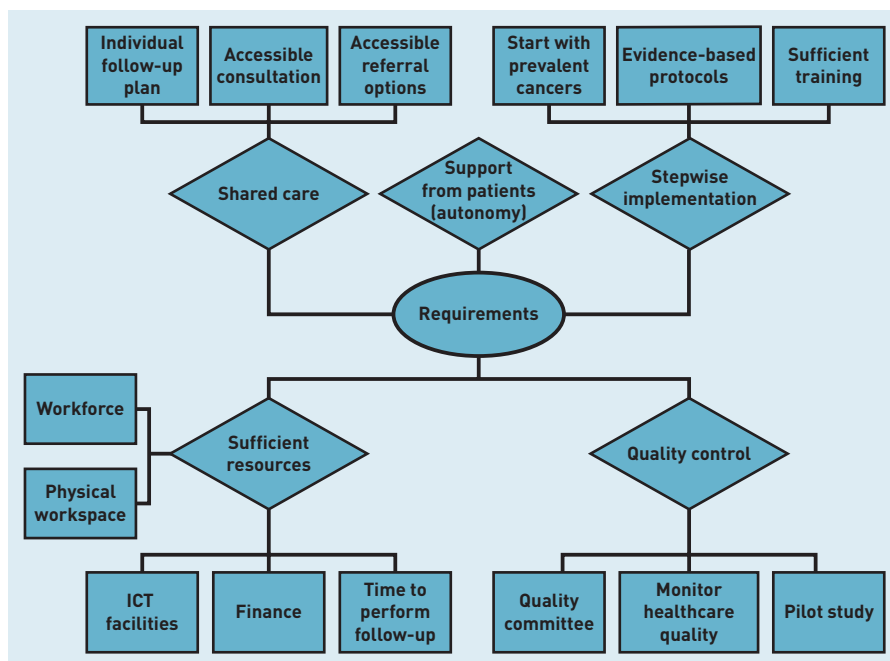 Individual
follow-up
plan
Accessible
consultation
Accessible
referral
options
Start with
prevalent
cancers
Evidence-based
protocols
Sufficient
training
Shared care
Support
from patients
(autonomy)
Stepwise
implementation
Requirements
Workforce
Physical
workspace
Sufficient
resources
Quality control
ICT
facilities
Finance
Time to
perform
follow-up
Quality
committee
Monitor
healthcare
quality
Pilot study